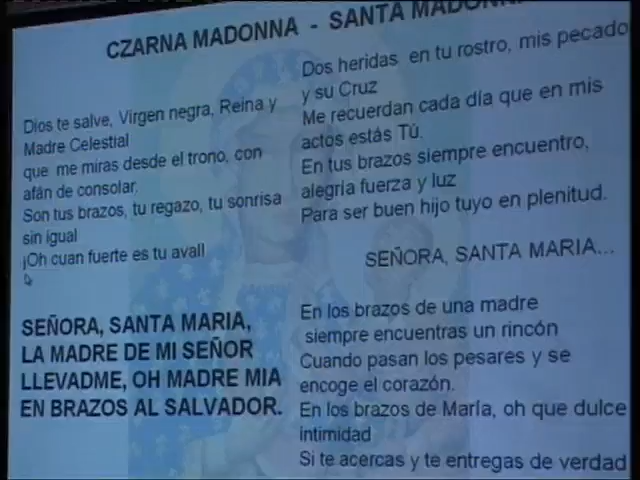 CZARNA MADONNA - SANTA MADONNA
Dios te salve, Virgen negra, Reina y
Madre Celestial
que me miras desde el trono, con
afán de consolar.
Son tus brazos, tu regazo, tu sonrisa
sin igual
¡Oh cuan fuerte es tu avall
SEÑORA, SANTA MARIA,
LA MADRE DE MI SEÑOR
LLEVADME, OH MADRE MIA
EN BRAZOS AL SALVADOR.
Dos heridas en tu rostro, mis pecado
y su Cruz
Me recuerdan cada día que en mis
actos estás Tú.
En tus brazos siempre encuentro,
alegria fuerza y luz
Para ser buen hijo tuyo en plenitud.
SEÑORA, SANTA MARIA...
En los brazos de una madre
siempre encuentras un rincón
Cuando pasan los pesares y se
encoge el corazón.
En los brazos de María, oh que dulce
intimidad
Si te acercas y te entregas de verdad